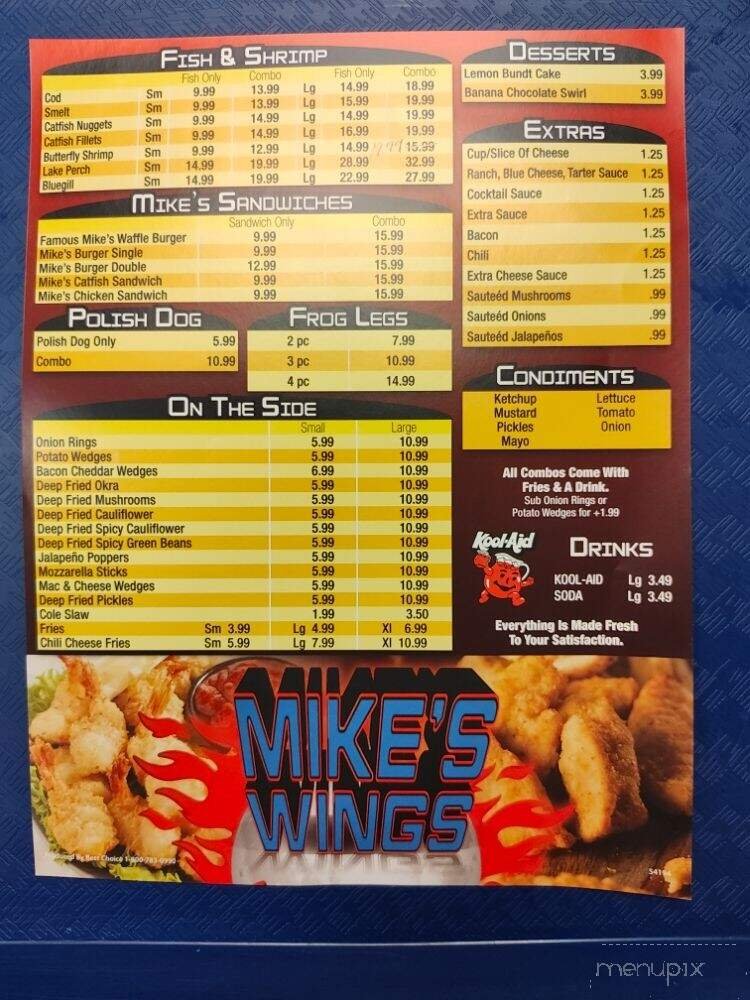 FISH & SHRIMP
Fish Only Combo Fish Only Combo
Cod Sm 9.99 13.99 Lg 14.99 18.99
Smelt Sm 9.99 13.99 Lg 15.99 19.99
Catfish Nuggets Sm 9.99 14.99 Lg 14.99 19.99
Catfish Fillets Sm 9.99 14.99 Lg 16.99 19.99
Butterfly Shrimp Sm 9.99 12.99 Lg 14.99 15.99
Lake Perch Sm 14.99 19.99 Lg 28.99 32.99
Bluegill Sm 14.99 19.99 Lg 22.99 27.99
MIKE'S SANDWICHES
Sandwich Only Combo
Famous Mike's Waffle Burger 9.99 15.99
Mike's Burger Single 9.99 15.99
Mike's Burger Double 12.99 15.99
Mike's Catfish Sandwich 9.99 15.99
Mike's Chicken Sandwich 9.99 15.99
POLISH DOG
Polish Dog Only 5.99
Combo 10.99
FROG LEGS
2 pc 7.99
3 pc 10.99
4 pc 14.99
ON THE SIDE
Small Large
Onion Rings 5.99 10.99
Potato Wedges 5.99 10.99
Bacon Cheddar Wedges 6.99 10.99
Deep Fried Okra 5.99 10.99
Deep Fried Mushrooms 5.99 10.99
Deep Fried Cauliflower 5.99 10.99
Deep Fried Spicy Cauliflower 5.99 10.99
Deep Fried Spicy Green Beans 5.99 10.99
Jalapeño Poppers 5.99 10.99
Mozzarella Sticks 5.99 10.99
Mac & Cheese Wedges 5.99 10.99
Deep Fried Pickles 5.99 10.99
Cole Slaw 1.99 3.50
Fries Sm 3.99 Lg 4.99 Xl 6.99
Chili Cheese Fries Sm 5.99 Lg 7.99 Xl 10.99
DESSERTS
Lemon Bundt Cake 3.99
Banana Chocolate Swirl 3.99
EXTRAS
Cup/Slice Of Cheese 1.25
Ranch, Blue Cheese, Tarter Sauce 1.25
Cocktail Sauce 1.25
Extra Sauce 1.25
Bacon 1.25
Chili 1.25
Extra Cheese Sauce 1.25
Sauteéd Mushrooms .99
Sauteéd Onions .99
Sauteéd Jalapeños .99
CONDIMENTS
Ketchup Lettuce
Mustard Tomato
Pickles Onion
Mayo
All Combos Come With
Fries & A Drink.
Sub Onion Rings or
Potato Wedges for +1.99
Kool-Aid
DRINKS
KOOL-AID Lg 3.49
SODA Lg 3.49
Everything Is Made Fresh
To Your Satisfaction.
MIKE'S
WINGS
by Best Choice 1-800-783-0990
menupix